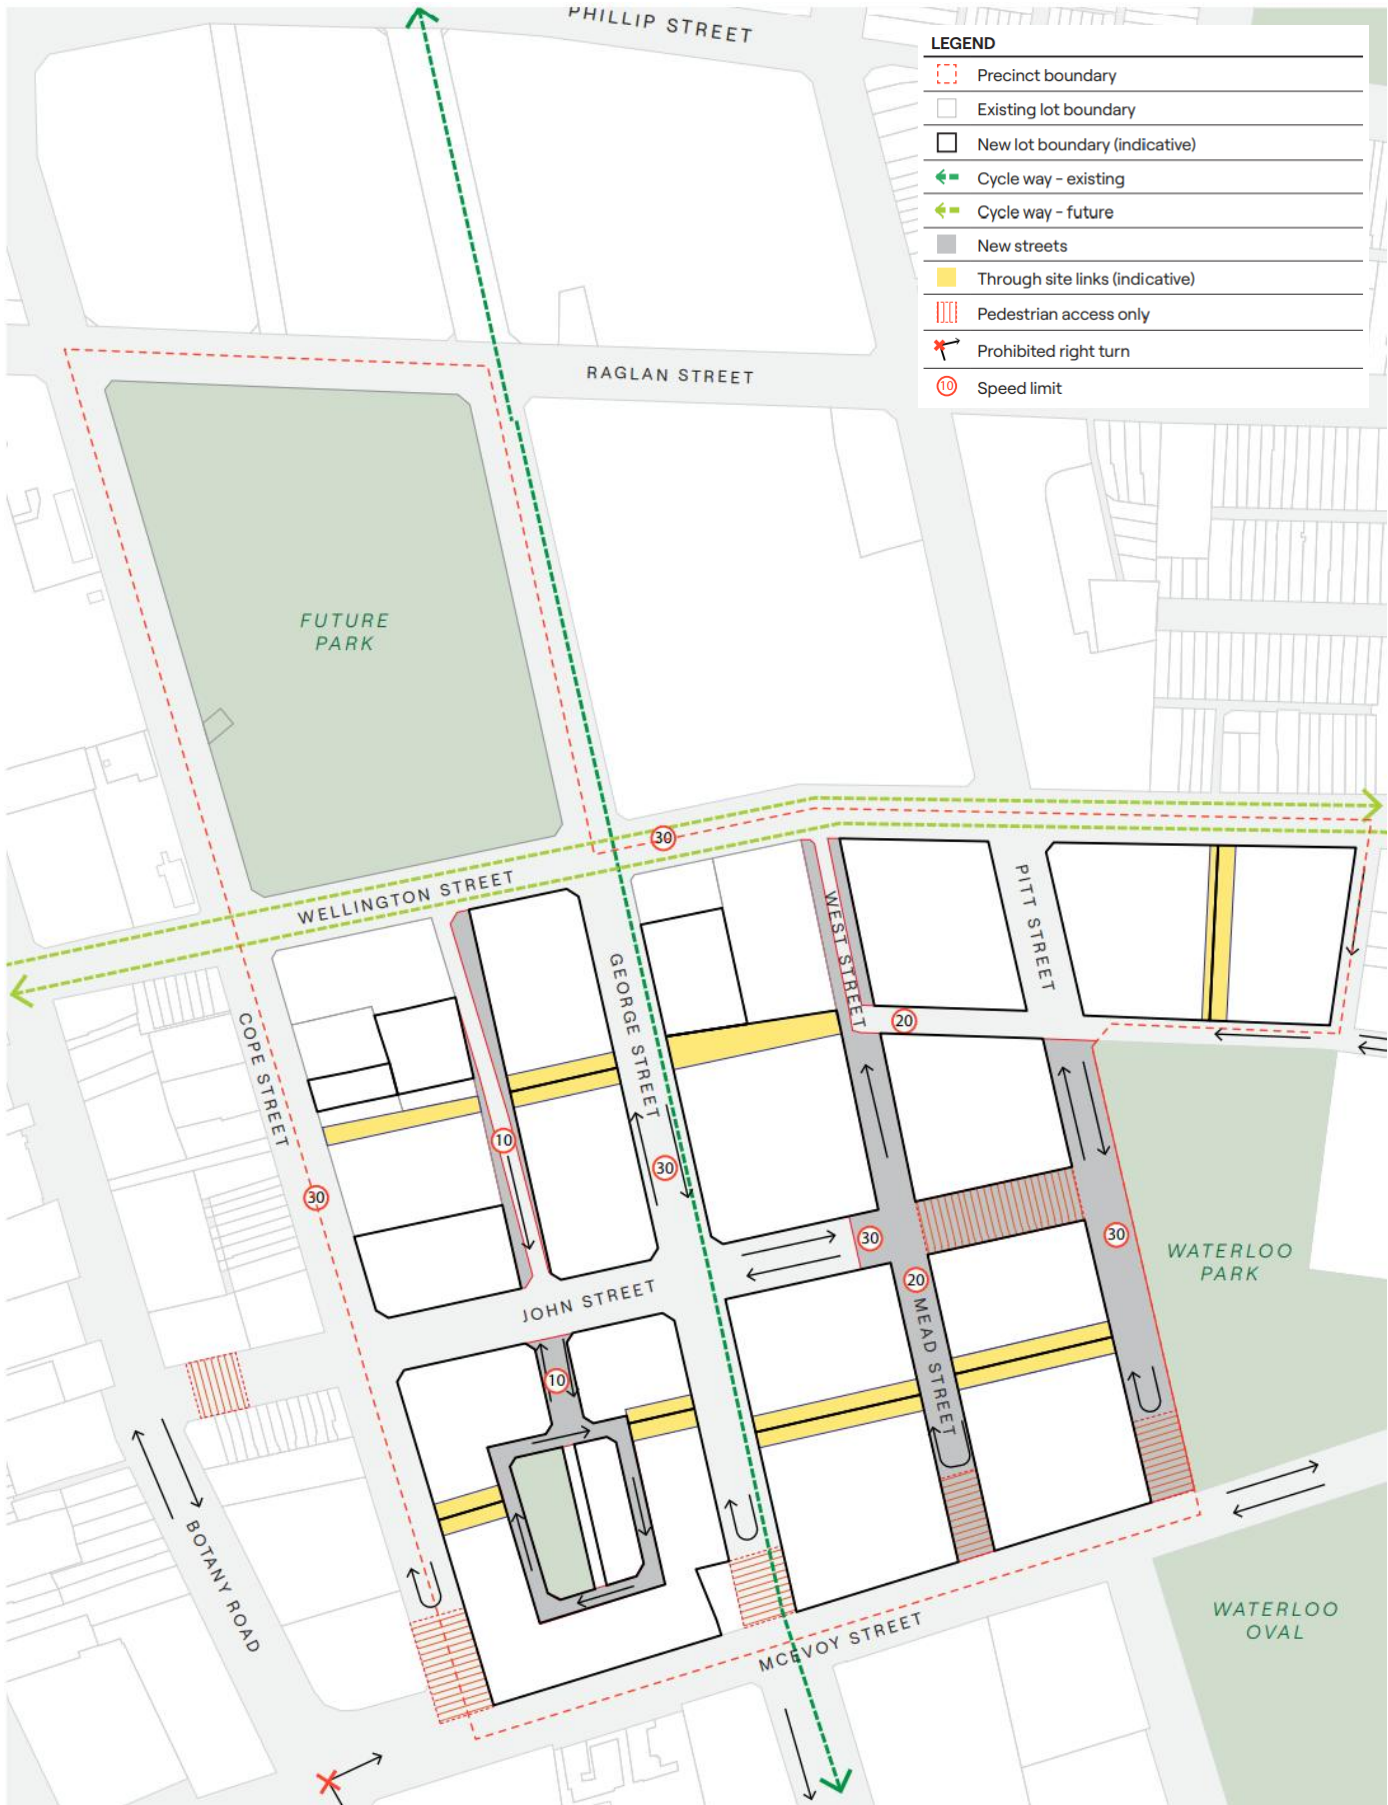 PHILLIP STREET
LEGEND
Precinct boundary
Existing lot boundary
New lot boundary (indicative)
Cycle way - existing
Cycle way - future
New streets
Through site links (indicative)
Pedestrian access only
Prohibited right turn
10
Speed limit
RAGLAN STREET
FUTURE
PARK
30
WELLINGTON STREET
PITT STREET
WEST STREET
GEORGE STREET
COPE STREET
20
10
30
30
30
30
WATERLOO
PARK
20
JOHN STREET
MEAD STREET
10
BOTANY ROAD
WATERLOO
OVAL
MCEVOY STREET